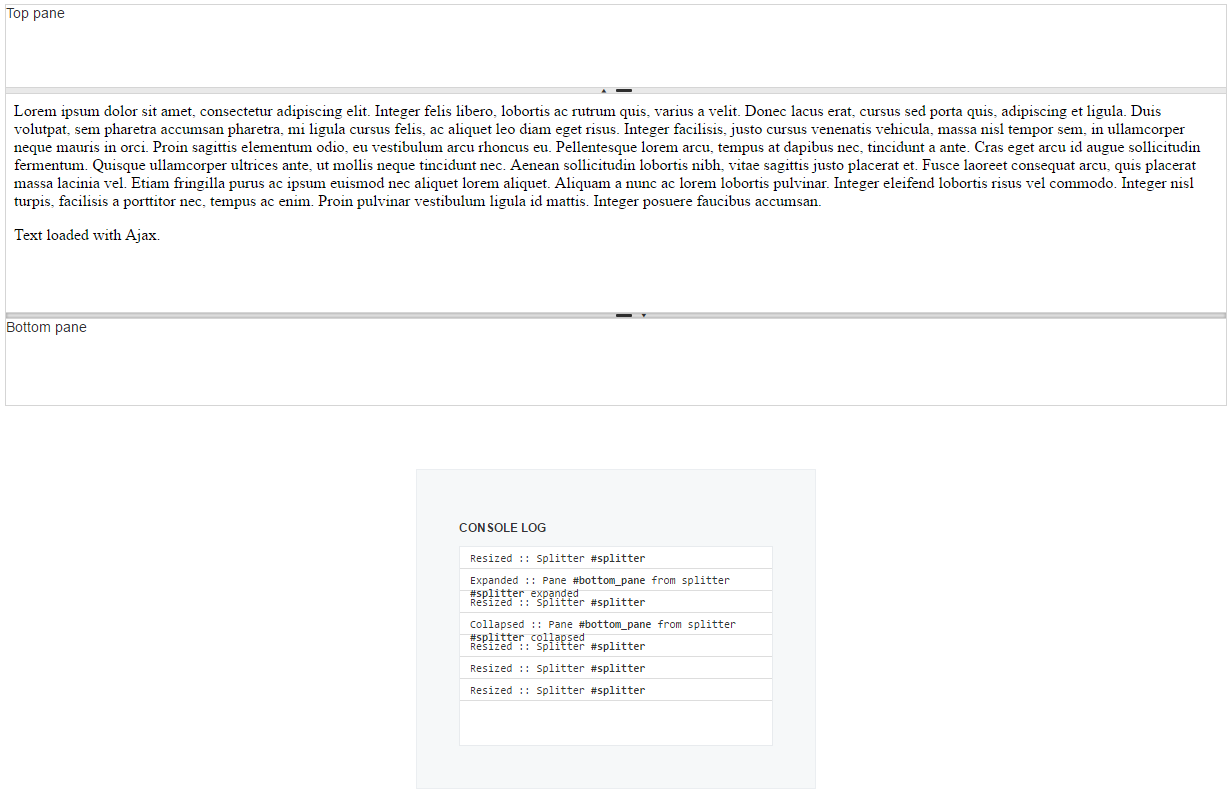 Top pane
Lorem ipsum dolor sit amet, consectetur adipiscing elit. Integer felis libero, lobortis ac rutrum quis, varius a velit. Donec lacus erat, cursus sed porta quis, adipiscing et ligula. Duis
volutpat, sem pharetra accumsan pharetra, mi ligula cursus felis, ac aliquet leo diam eget risus. Integer facilisis, justo cursus venenatis vehicula, massa nisl tempor sem, in ullamcorper
neque mauris in orci. Proin sagittis elementum odio, eu vestibulum arcu rhoncus eu. Pellentesque lorem arcu, tempus at dapibus nec, tincidunt a ante. Cras eget arcu id augue sollicitudin
fermentum. Quisque ullamcorper ultrices ante, ut mollis neque tincidunt nec. Aenean sollicitudin lobortis nibh, vitae sagittis justo placerat et. Fusce laoreet consequat arcu, quis placerat
massa lacinia vel. Etiam fringilla purus ac ipsum euismod nec aliquet lorem aliquet. Aliquam a nunc ac lorem lobortis pulvinar. Integer eleifend lobortis risus vel commodo. Integer nisl
turpis, facilisis a porttitor nec, tempus ac enim. Proin pulvinar vestibulum ligula id mattis. Integer posuere faucibus accumsan.
Text loaded with Ajax.
Bottom pane
CONSOLE LOG
Resized :: Splitter #splitter
Expanded :: Pane #bottom_pane from splitter
#splitter expanded
Resized :: Splitter #splitter
Collapsed :: Pane #bottom_pane from splitter
#splitter collapsed
Resized :: Splitter #splitter
Resized :: Splitter #splitter
Resized :: Splitter #splitter